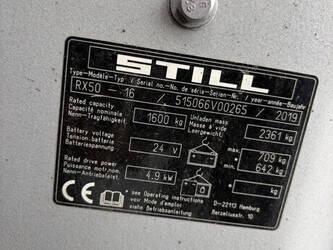 STILL
Type-Modèle-Typ / Serial no.-No. de série-Serien-Nr. / year-année-Baujahr
RX50 - 16 / 515066V00265 / 2019
Rated capacity
Capacité nominale
Nenn-Tragfähigkeit
1600 kg
Unladen mass
Masse à vide
Leergewicht
2361 kg
Battery voltage
Tension batterie
Batteriespannung
24 V
max 709 kg
min 642 kg
Rated drive power
Puissance motr. nom.
Nenn-Antriebsleist.
4.9 kW
see Operating instructions
voir Mode d'emploi
siehe Betriebsanleitung
D-22113 Hamburg
Berzeliusstr. 10
CE